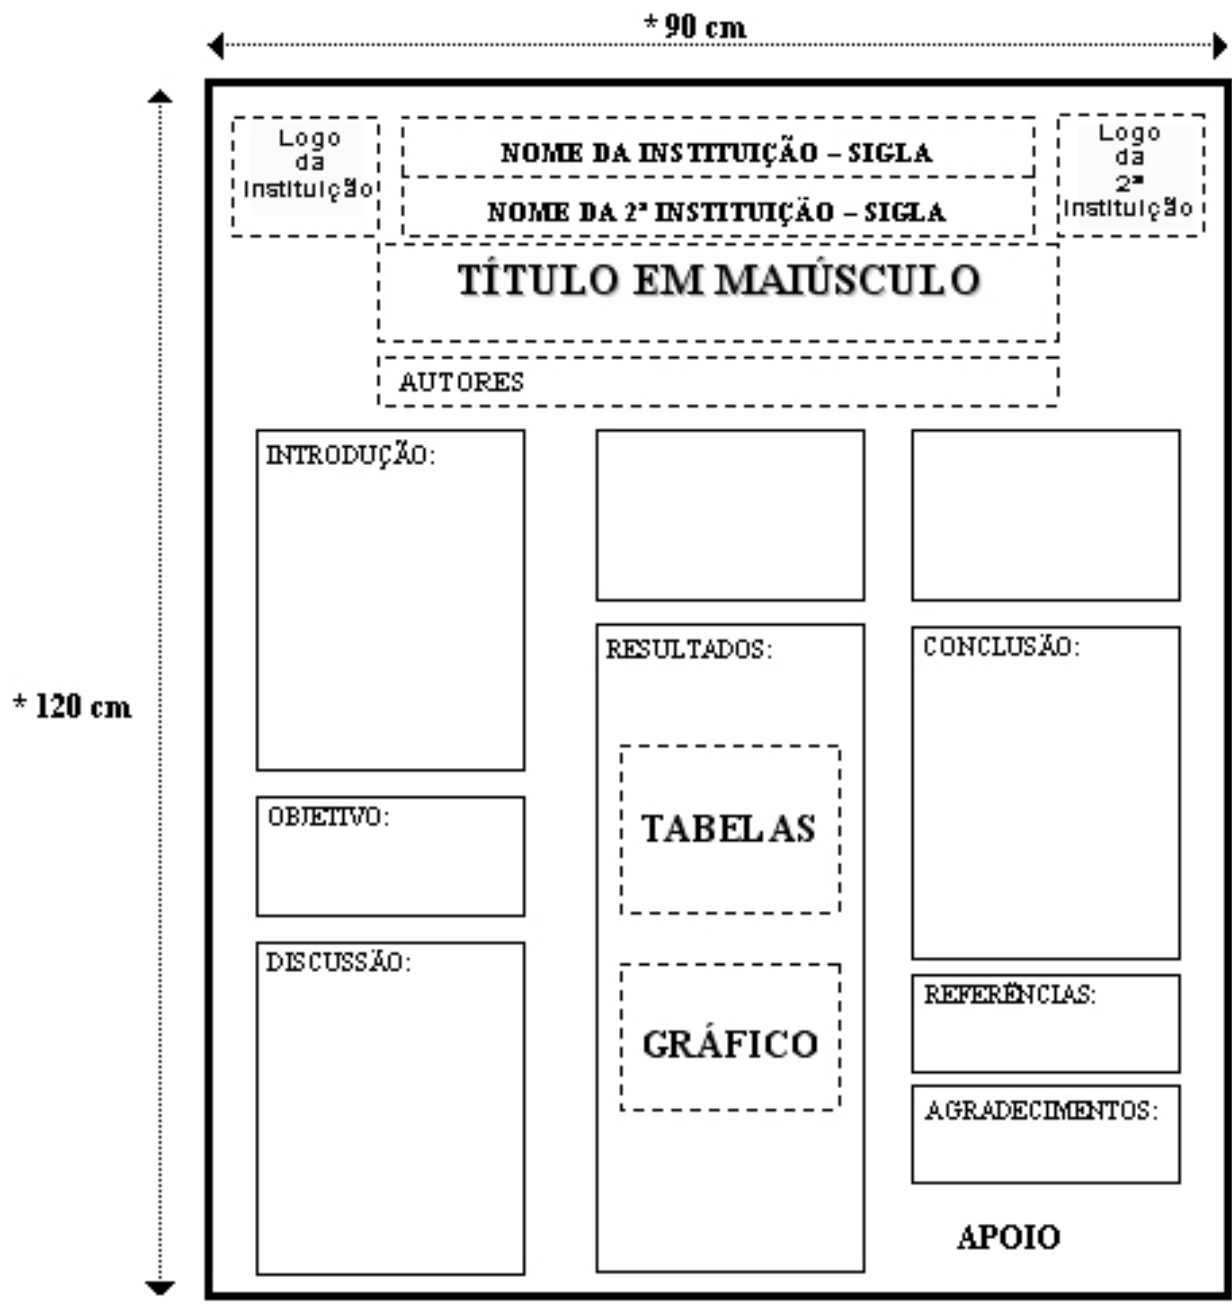 * 90 cm
Logo
da
Instituição
NOME DA INSTITUIÇÃO – SIGLA
NOME DA 2ª INSTITUIÇÃO – SIGLA
Logo
da
2ª
Instituição
TÍTULO EM MAIÚSCULO
AUTORES
* 120 cm
INTRODUÇÃO:
OBJETIVO:
DISCUSSÃO:
RESULTADOS:
TABELAS
GRÁFICO
CONCLUSÃO:
REFERÊNCIAS:
AGRADECIMENTOS:
APOIO